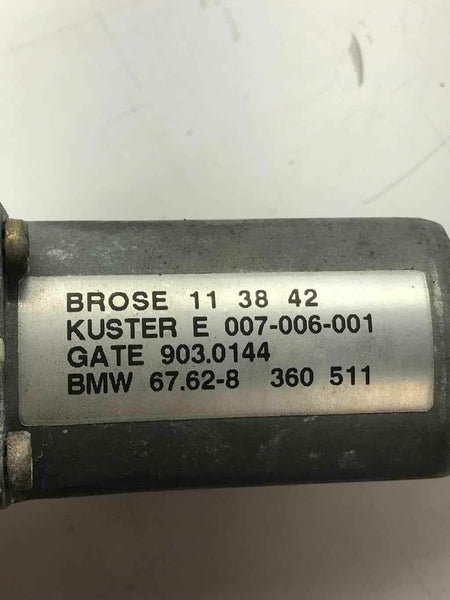 BROSE 11 38 42
KUSTER E 007-006-001
GATE 903.0144
BMW 67.62-8 360 511